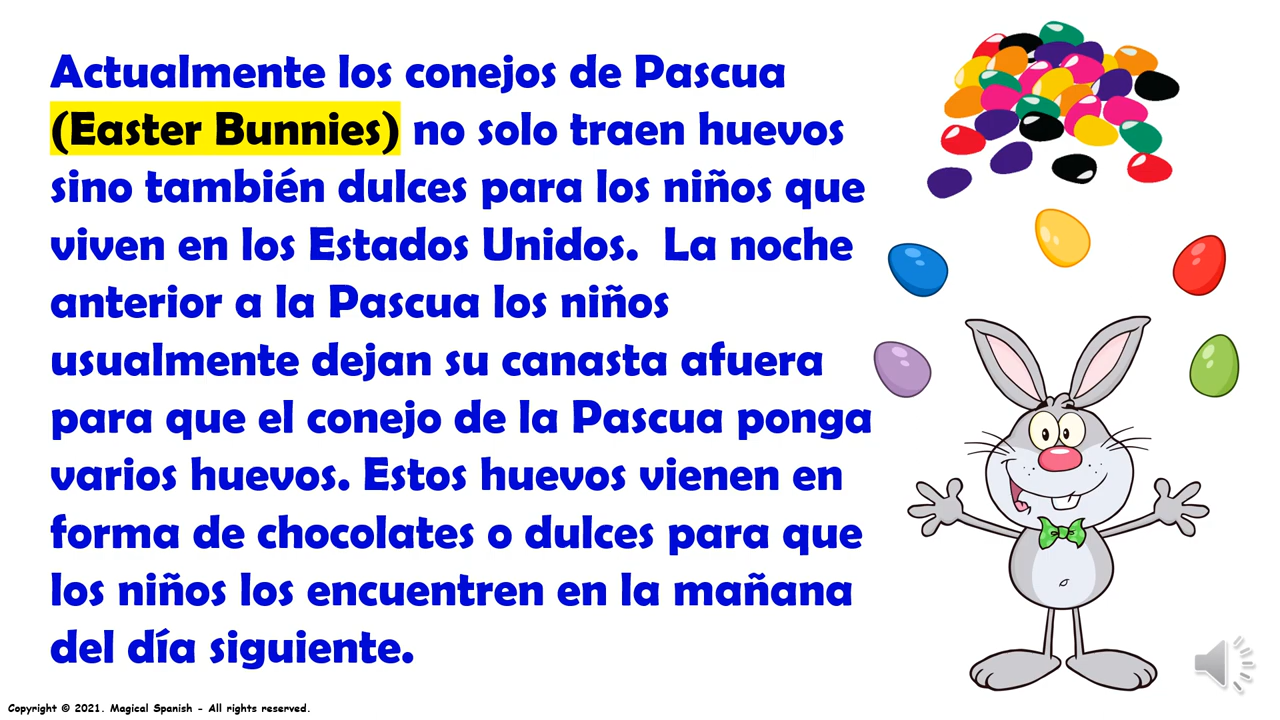 Actualmente los conejos de Pascua
(Easter Bunnies) no solo traen huevos
sino también dulces para los niños que
viven en los Estados Unidos.  La noche
anterior a la Pascua los niños
usualmente dejan su canasta afuera
para que el conejo de la Pascua ponga
varios huevos. Estos huevos vienen en
forma de chocolates o dulces para que
los niños los encuentren en la mañana
del día siguiente.
Copyright © 2021. Magical Spanish - All rights reserved.